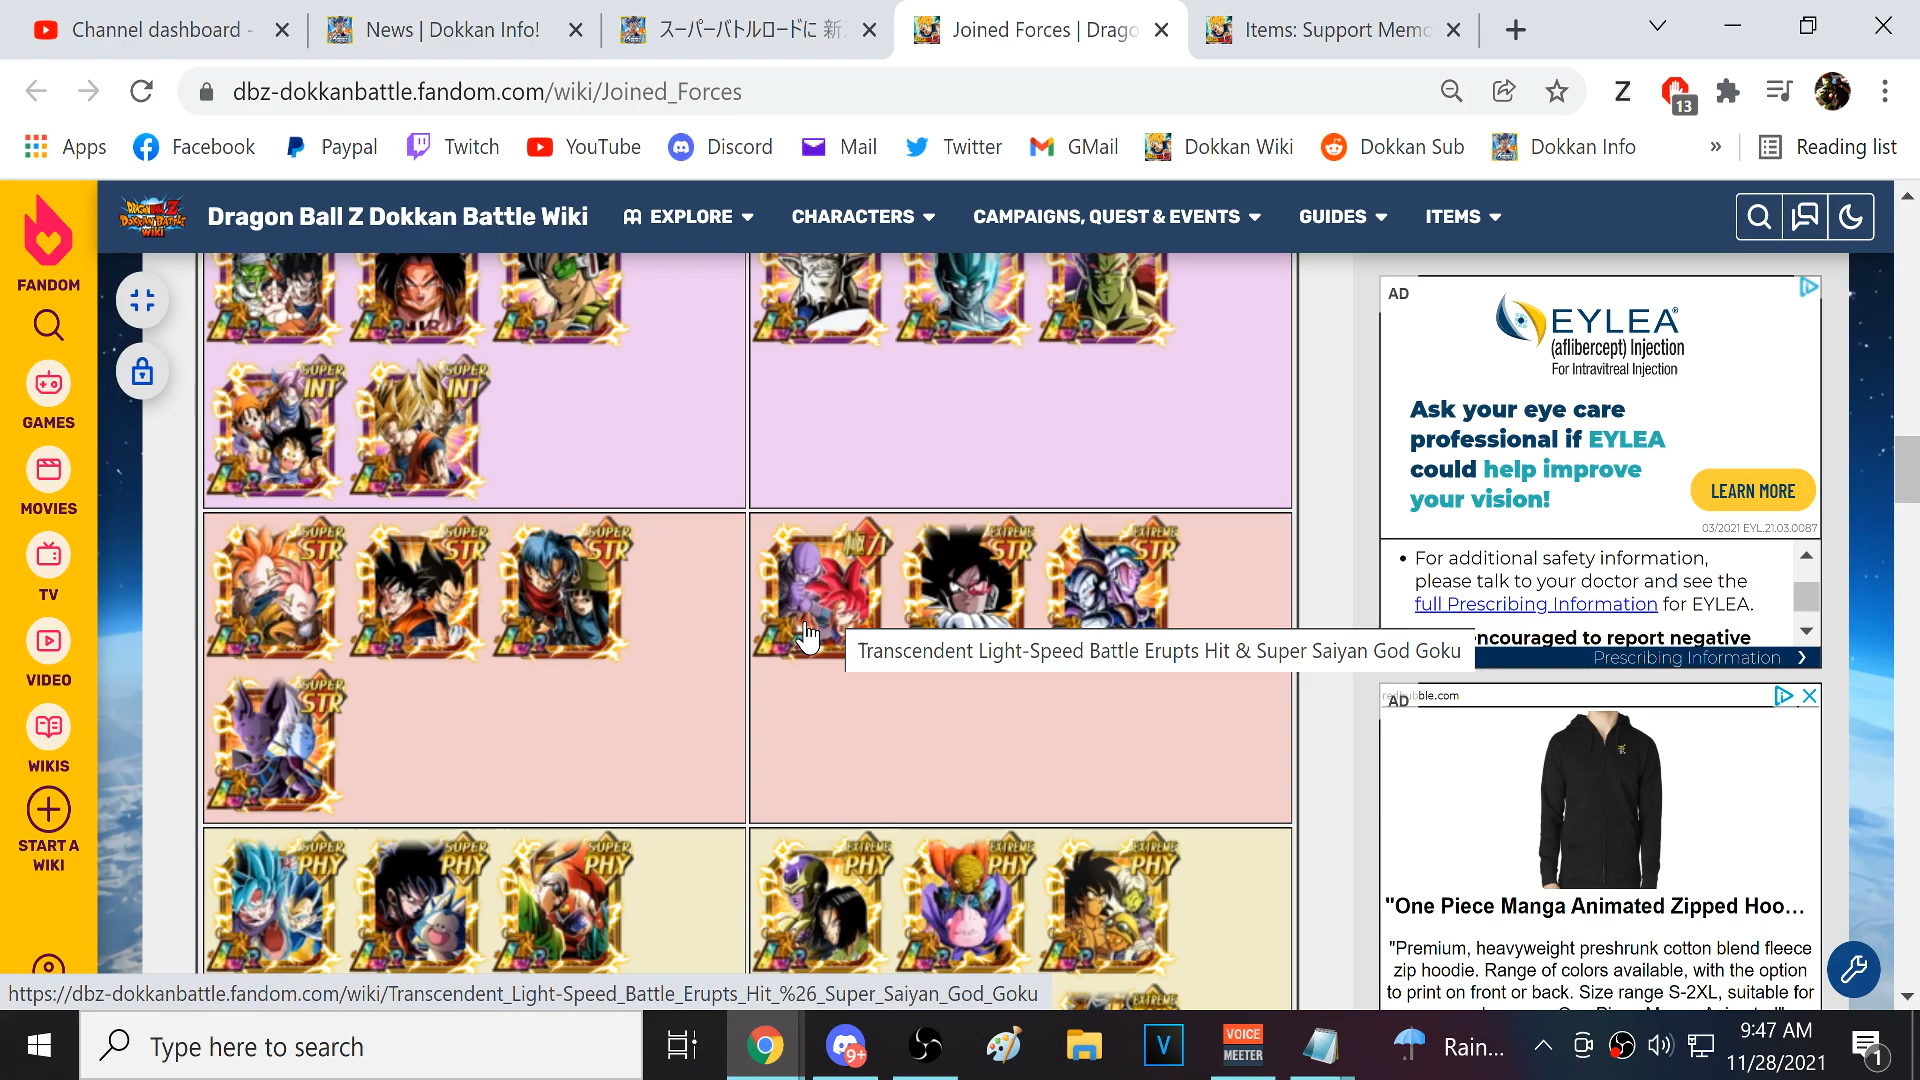 Channel dashboard -
News | Dokkan Info!
スーパーバトルロードに 新
Joined Forces | Drago
Items: Support Memo
dbz-dokkanbattle.fandom.com/wiki/Joined_Forces
Z
13
Apps
Facebook
Paypal
Twitch
YouTube
Discord
Mail
Twitter
GMail
Dokkan Wiki
Dokkan Sub
Dokkan Info
»
Reading list
Dragon Ball Z Dokkan Battle Wiki
EXPLORE
CHARACTERS
CAMPAIGNS, QUEST & EVENTS
GUIDES
ITEMS
FANDOM
GAMES
MOVIES
TV
VIDEO
WIKIS
START A
WIKI
SUPER
INT
SUPER
INT
SUPER
STR
SUPER
STR
SUPER
STR
EXTREME
STR
EXTREME
STR
Transcendent Light-Speed Battle Erupts Hit & Super Saiyan God Goku
SUPER
STR
SUPER
PHY
SUPER
PHY
SUPER
PHY
EXTREME
PHY
EXTREME
PHY
EXTREME
PHY
EXTREME
AD
EYLEA
(aflibercept) Injection
For Intravitreal Injection
Ask your eye care
professional if EYLEA
could help improve
your vision!
LEARN MORE
03/2021 EYL.21.03.0087
• For additional safety information,
please talk to your doctor and see the
full Prescribing Information for EYLEA.
ncouraged to report negative
Prescribing Information
AD
"One Piece Manga Animated Zipped Hoo...
"Premium, heavyweight preshrunk cotton blend fleece
zip hoodie. Range of colors available, with the option
to print on front or back. Size range S-2XL, suitable for
https://dbz-dokkanbattle.fandom.com/wiki/Transcendent_Light-Speed_Battle_Erupts_Hit_%26_Super_Saiyan_God_Goku
Type here to search
9+
V
VOICE
MEETER
Rain...
9:47 AM
11/28/2021
1